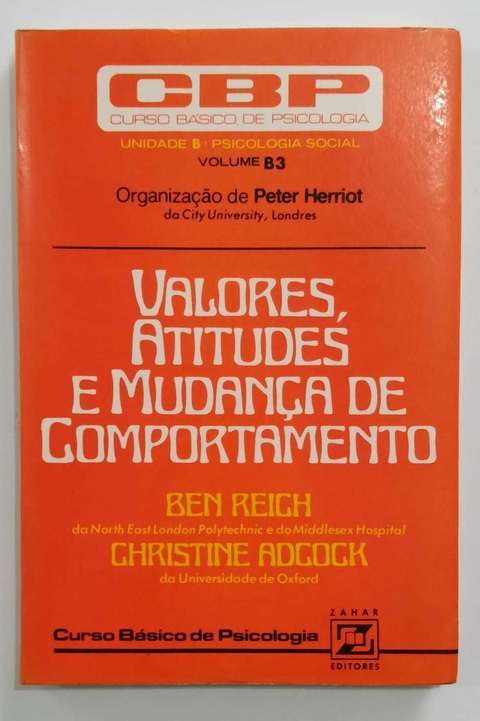 CBP
CURSO BÁSICO, DE PSICOLOGIA
UNIDADE B: PSICOLOGIA SOCIAL
VOLUME B3
Organização de Peter Herriot
da City University, Londres
VALORES,
ATITUDES
E MUDANÇA DE
COMPORTAMENTO
BEN REICH
da North East London Polytechnic e do Middlesex Hospital
CHRISTINE ADCOCK
da Universidade de Oxford
Curso Básico de Psicologia
ZAHAR
EDITORES